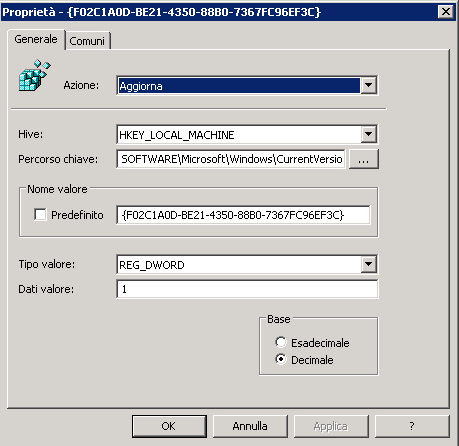 Proprietà - {F02C1A0D-BE21-4350-88B0-7367FC96EF3C}
Generale Comuni
Azione: Aggiorna
Hive: HKEY_LOCAL_MACHINE
Percorso chiave: SOFTWARE\Microsoft\Windows\CurrentVersio ...
Nome valore
Predefinito {F02C1A0D-BE21-4350-88B0-7367FC96EF3C}
Tipo valore: REG_DWORD
Dati valore: 1
Base
Esadecimale
Decimale
OK Annulla Applica ?